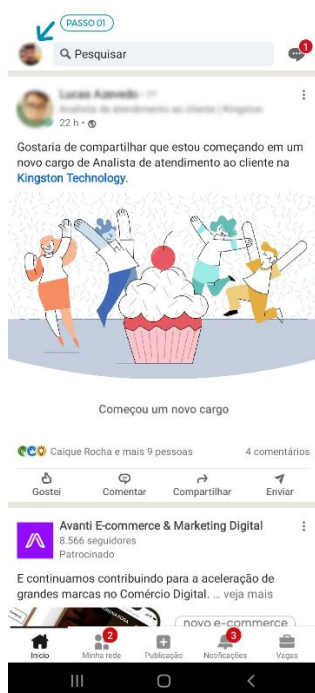 PASSO 01
Pesquisar
1
22 h •
Gostaria de compartilhar que estou começando em um
novo cargo de Analista de atendimento ao cliente na
Kingston Technology.
Começou um novo cargo
Caique Rocha e mais 9 pessoas
4 comentários
Gostei
Comentar
Compartilhar
Enviar
Avanti E-commerce & Marketing Digital
8.566 seguidores
Patrocinado
E continuamos contribuindo para a aceleração de
grandes marcas no Comércio Digital. ... veja mais
novo e-commerce
2
3
Início
Minha rede
Publicação
Notificações
Vagas